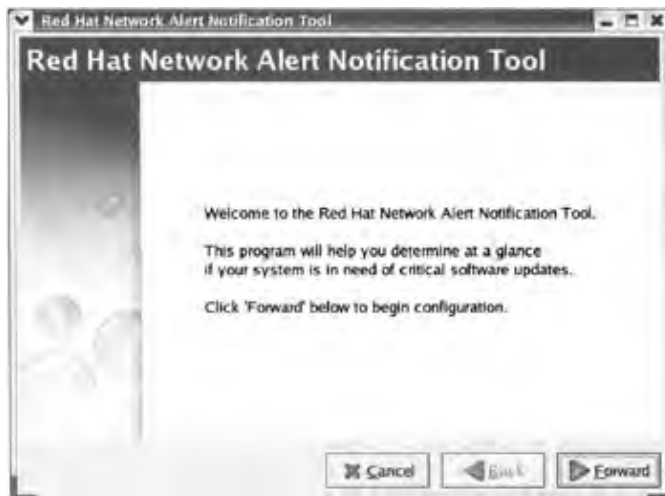 Red Hat Network Alert Notification Tool
Red Hat Network Alert Notification Tool
Welcome to the Red Hat Network Alert Notification Tool.
This program will help you determine at a glance
if your system is in need of critical software updates.
Click 'Forward' below to begin configuration.
Cancel
Back
Forward